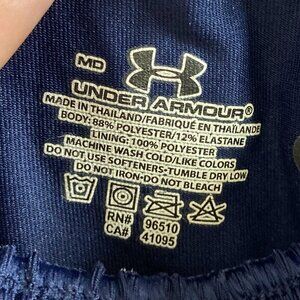 MD
UNDER ARMOUR®
MADE IN THAILAND/FABRIQUÉ EN THAÏLANDE
BODY: 88% POLYESTER/12% ELASTANE
LINING: 100% POLYESTER
MACHINE WASH COLD/LIKE COLORS
DO NOT USE SOFTENERS-TUMBLE DRY LOW
DO NOT IRON-DO NOT BLEACH
RN# 96510
CA# 41095